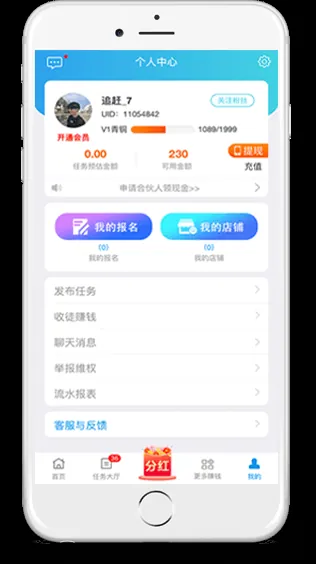 个人中心
追赶_7
关注粉丝
UID: 11054842
开通会员
V1青铜
1089/1999
0.00
230
提现
任务预估金额
可用金额
充值
申请合伙人领现金>>
我的报名
我的店铺
(0)
(0)
我的报名
我的店铺
发布任务
收徒赚钱
聊天消息
举报维权
流水报表
客服与反馈
36
分红
首页
任务大厅
更多赚钱
我的